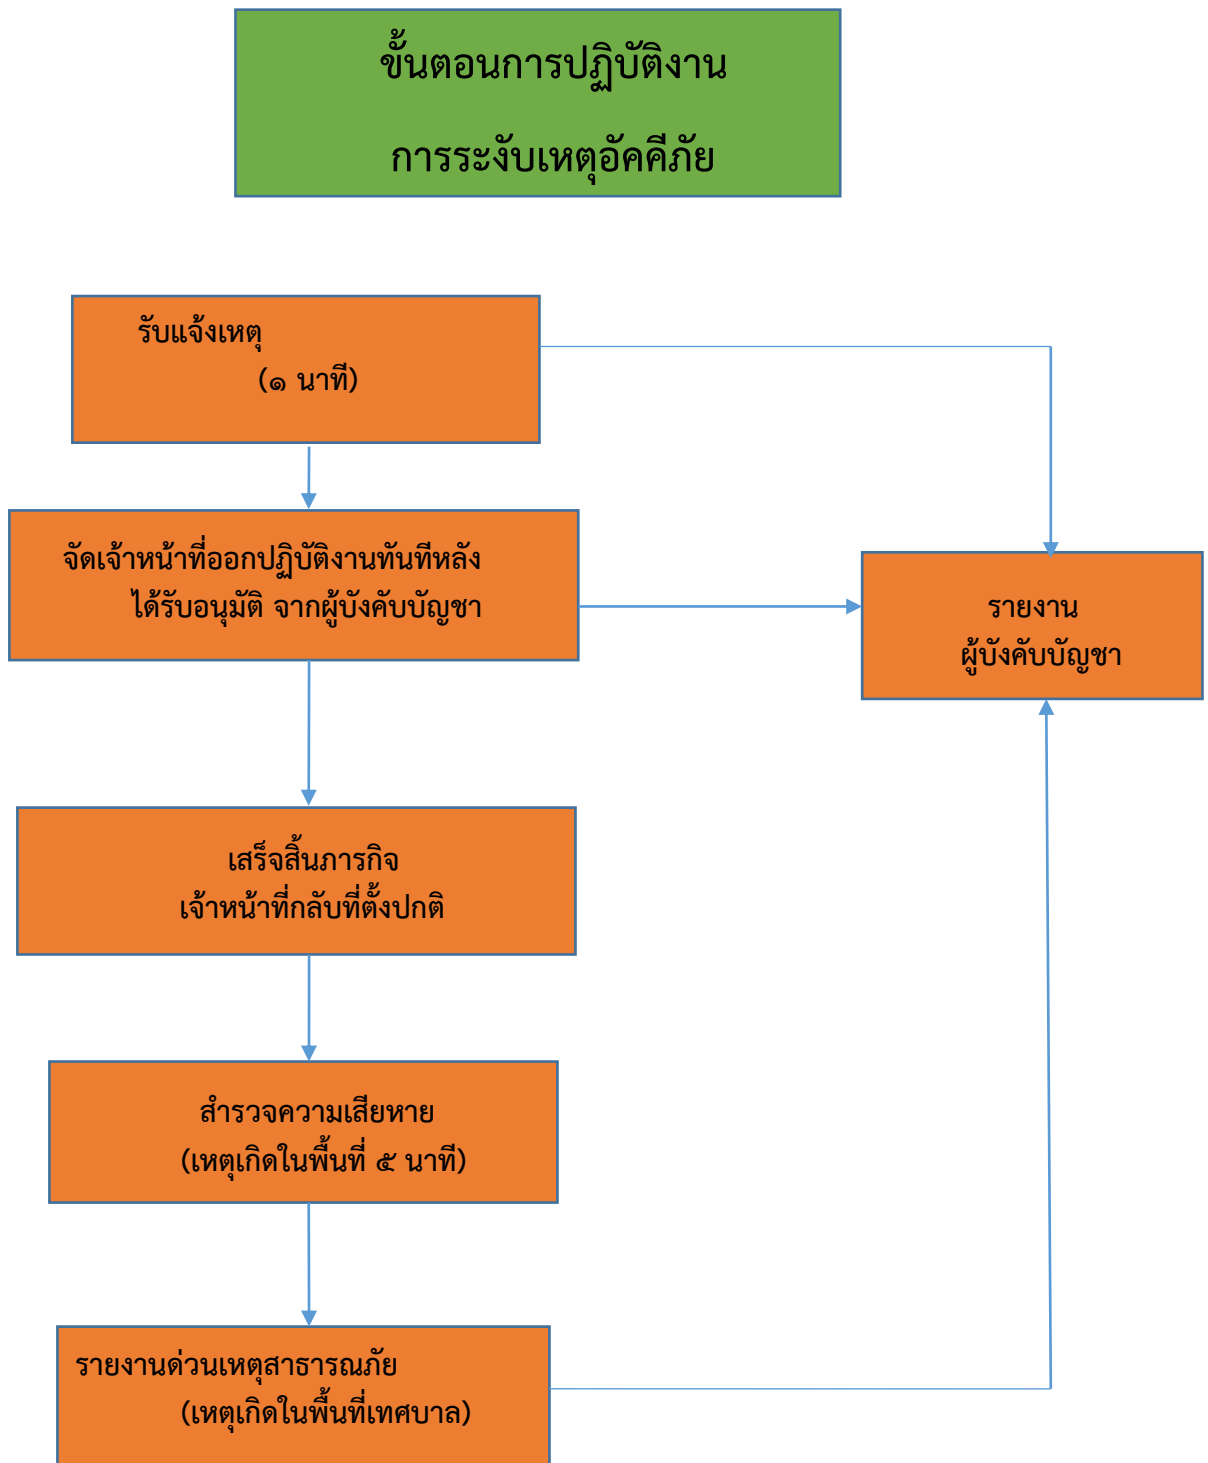 ขั้นตอนการปฏิบัติงาน
การระงับเหตุอัคคีภัย
รับแจ้งเหตุ
(๑ นาที)
จัดเจ้าหน้าที่ออกปฏิบัติงานทันทีหลัง
ได้รับอนุมัติ จากผู้บังคับบัญชา
รายงาน
ผู้บังคับบัญชา
เสร็จสิ้นภารกิจ
เจ้าหน้าที่กลับที่ตั้งปกติ
สำรวจความเสียหาย
(เหตุเกิดในพื้นที่ ๕ นาที)
รายงานด่วนเหตุสาธารณภัย
(เหตุเกิดในพื้นที่เทศบาล)